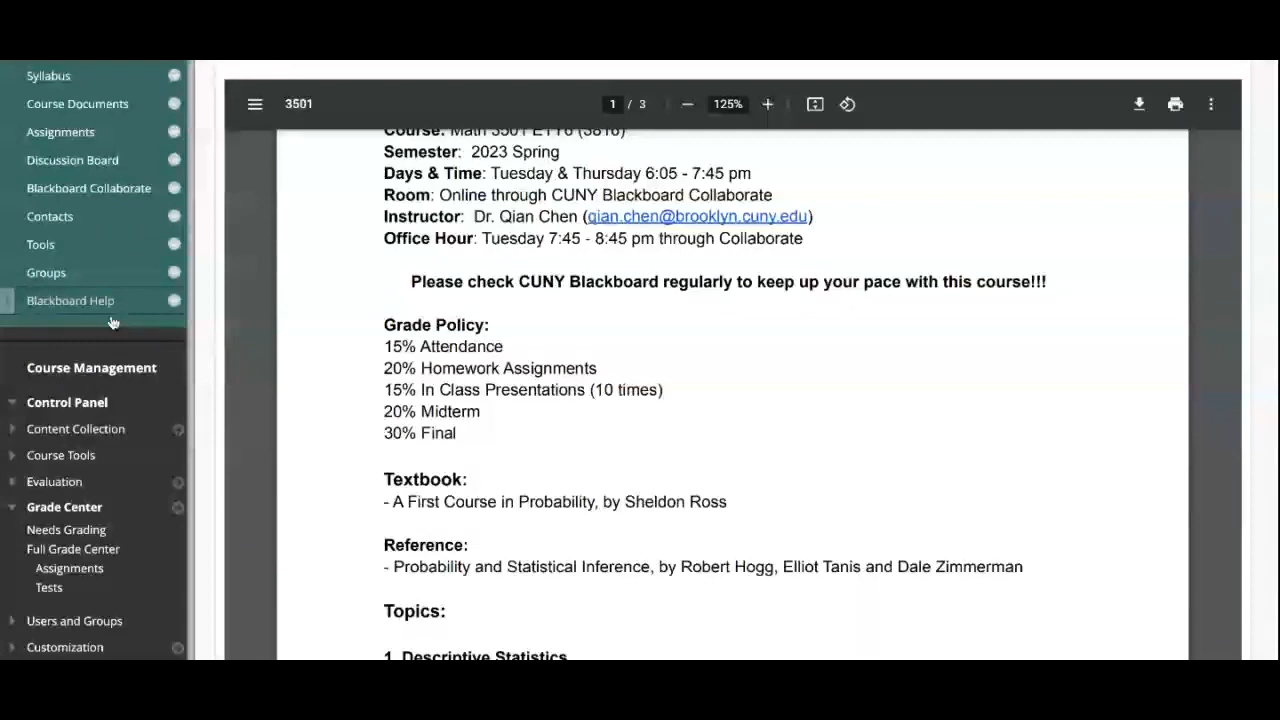 Syllabus
Course Documents
Assignments
Discussion Board
Blackboard Collaborate
Contacts
Tools
Groups
Blackboard Help
Course Management
Control Panel
Content Collection
Course Tools
Evaluation
Grade Center
Needs Grading
Full Grade Center
Assignments
Tests
Users and Groups
Customization
3501
1 / 3
125%
Course: Math 3501
Semester: 2023 Spring
Days & Time: Tuesday & Thursday 6:05 - 7:45 pm
Room: Online through CUNY Blackboard Collaborate
Instructor: Dr. Qian Chen (qian.chen@brooklyn.cuny.edu)
Office Hour: Tuesday 7:45 - 8:45 pm through Collaborate
Please check CUNY Blackboard regularly to keep up your pace with this course!!!
Grade Policy:
15% Attendance
20% Homework Assignments
15% In Class Presentations (10 times)
20% Midterm
30% Final
Textbook:
- A First Course in Probability, by Sheldon Ross
Reference:
- Probability and Statistical Inference, by Robert Hogg, Elliot Tanis and Dale Zimmerman
Topics:
1. Descriptive Statistics